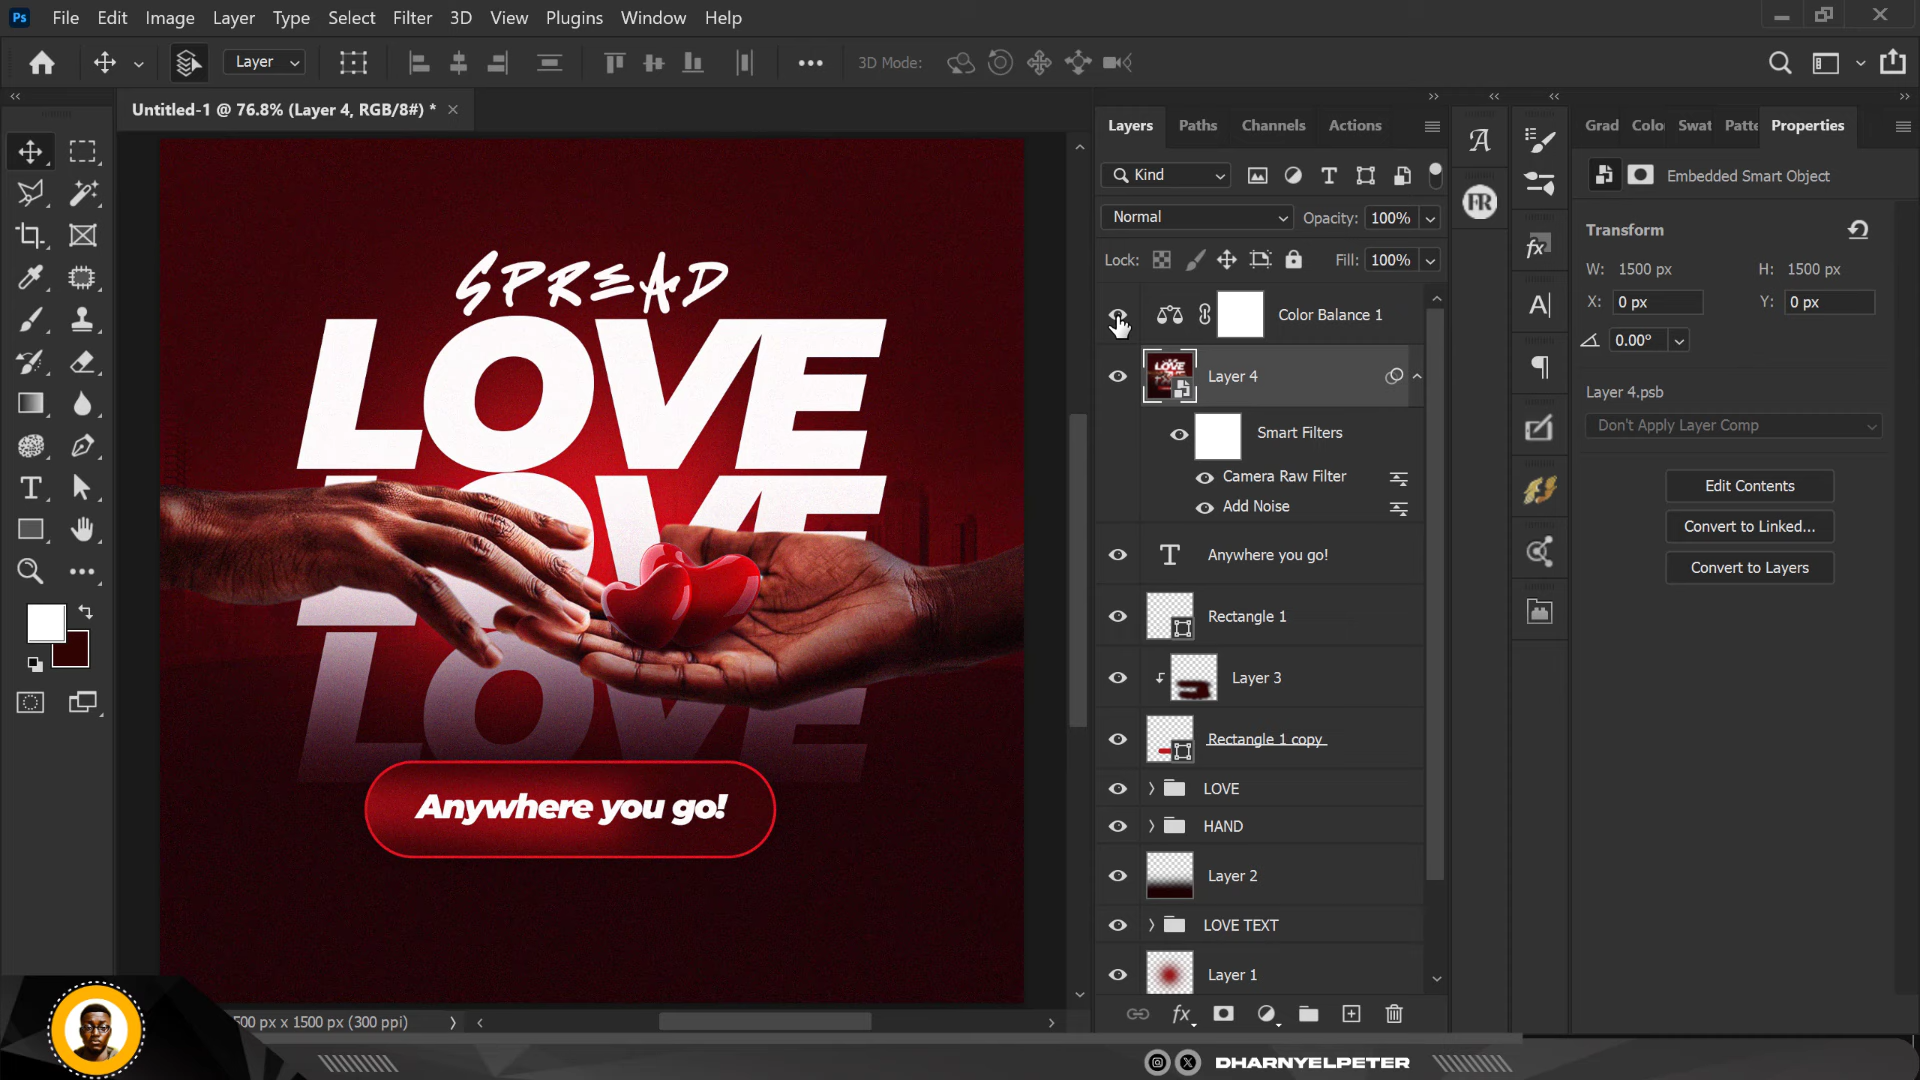 Ps File Edit Image Layer Type Select Filter 3D View Plugins Window Help
Layer
3D Mode:
Untitled-1 @ 76.8% (Layer 4, RGB/8#) *
Layers Paths Channels Actions
Kind
Normal Opacity: 100%
Lock: Fill: 100%
Color Balance 1
Layer 4
Smart Filters
Camera Raw Filter
Add Noise
Anywhere you go!
Rectangle 1
Layer 3
Rectangle 1 copy
LOVE
HAND
Layer 2
LOVE TEXT
Layer 1
FR
Grad Colo Swat Patte Properties
Embedded Smart Object
Transform
W: 1500 px H: 1500 px
X: 0 px Y: 0 px
0.00°
Layer 4.psb
Don't Apply Layer Comp
Edit Contents
Convert to Linked...
Convert to Layers
SPREAD
LOVE
LOVE
LOVE
Anywhere you go!
500 px x 1500 px (300 ppi)
DHARNYELPETER